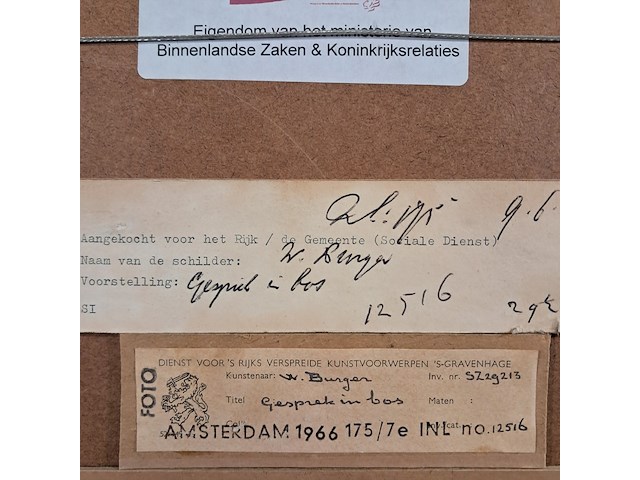 Eigendom van het ministerie van
Binnenlandse Zaken & Koninkrijksrelaties
9.6.
Aangekocht voor het Rijk / de Gemeente (Sociale Dienst)
Naam van de schilder: W. Burger
Voorstelling: Gesprek in bos
SI 12516
DIENST VOOR 'S RIJKS VERSPREIDE KUNSTVOORWERPEN 'S-GRAVENHAGE
FOTO
Kunstenaar: W. Burger Inv. nr. SZ29213
Titel Gesprek in bos Maten :
AMSTERDAM 1966 175/7e INL no. 12516